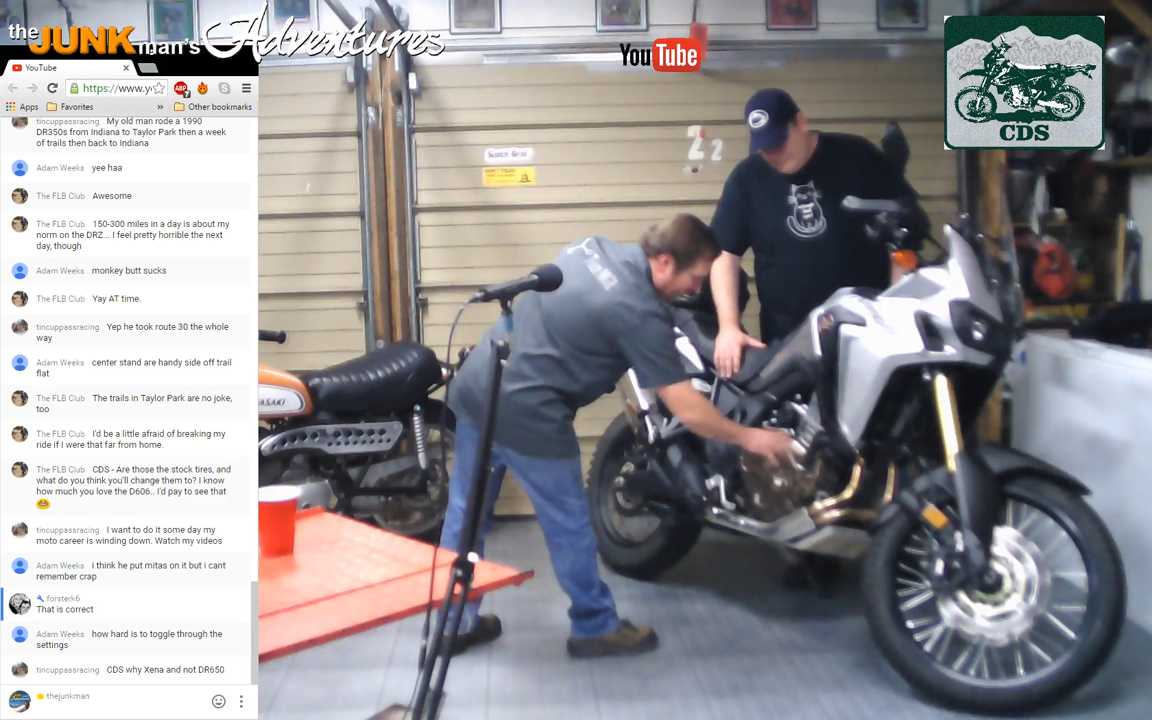 the JUNKman's Adventures
YouTube
CDS
YouTube
https://www.y
ABP
7
Apps
Favorites
»
Other bookmarks
tincuppassracing My old man rode a 1990
DR350s from Indiana to Taylor Park then a week
of trails then back to Indiana
Adam Weeks yee haa
The FLB Club Awesome
The FLB Club 150-300 miles in a day is about my
norm on the DRZ... I feel pretty horrible the next
day, though
Adam Weeks monkey butt sucks
The FLB Club Yay AT time.
tincuppassracing Yep he took route 30 the whole
way
Adam Weeks center stand are handy side off trail
flat
The FLB Club The trails in Taylor Park are no joke,
too
The FLB Club I'd be a little afraid of breaking my
ride if I were that far from home.
The FLB Club CDS - Are those the stock tires, and
what do you think you'll change them to? I know
how much you love the D606.. I'd pay to see that
tincuppassracing I want to do it some day my
moto career is winding down. Watch my videos
Adam Weeks i think he put mitas on it but i cant
remember crap
forsterk6
That is correct
Adam Weeks how hard is to toggle through the
settings
tincuppassracing CDS why Xena and not DR650
thejunkman
22
ASAKI